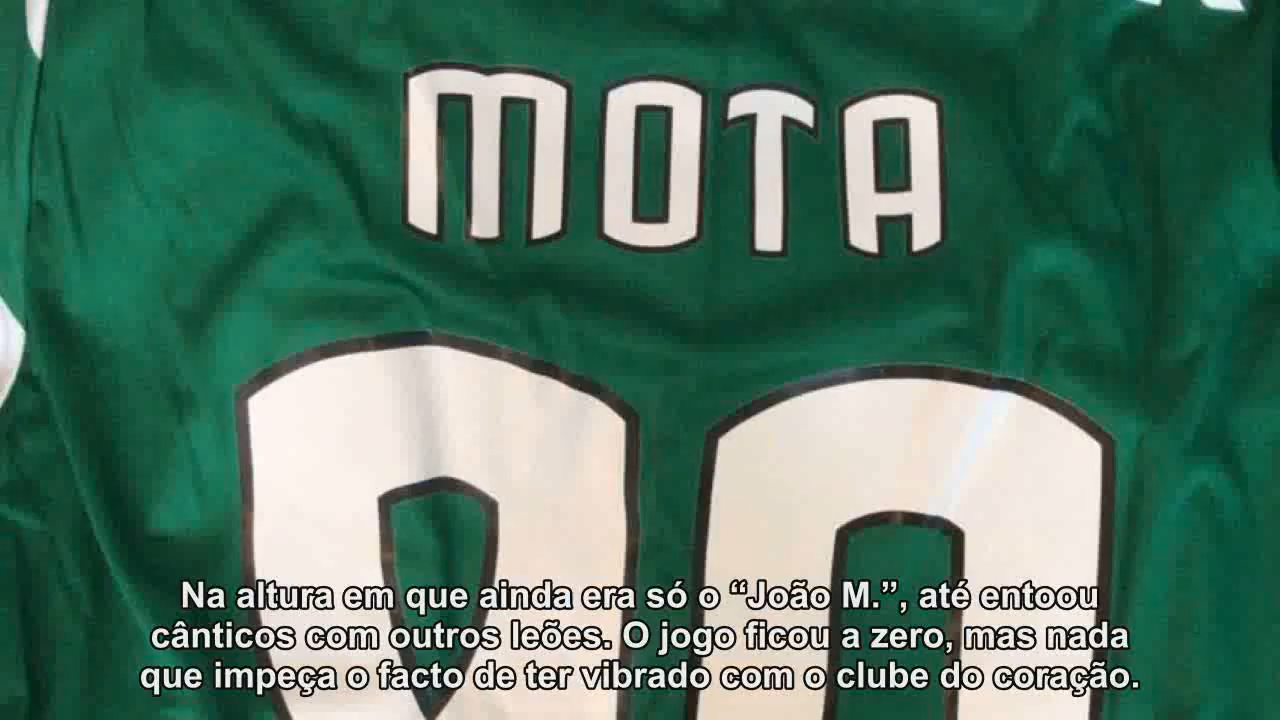 MOTA
Na altura em que ainda era só o “João M.”, até entoou
cânticos com outros leões. O jogo ficou a zero, mas nada
que impeça o facto de ter vibrado com o clube do coração.